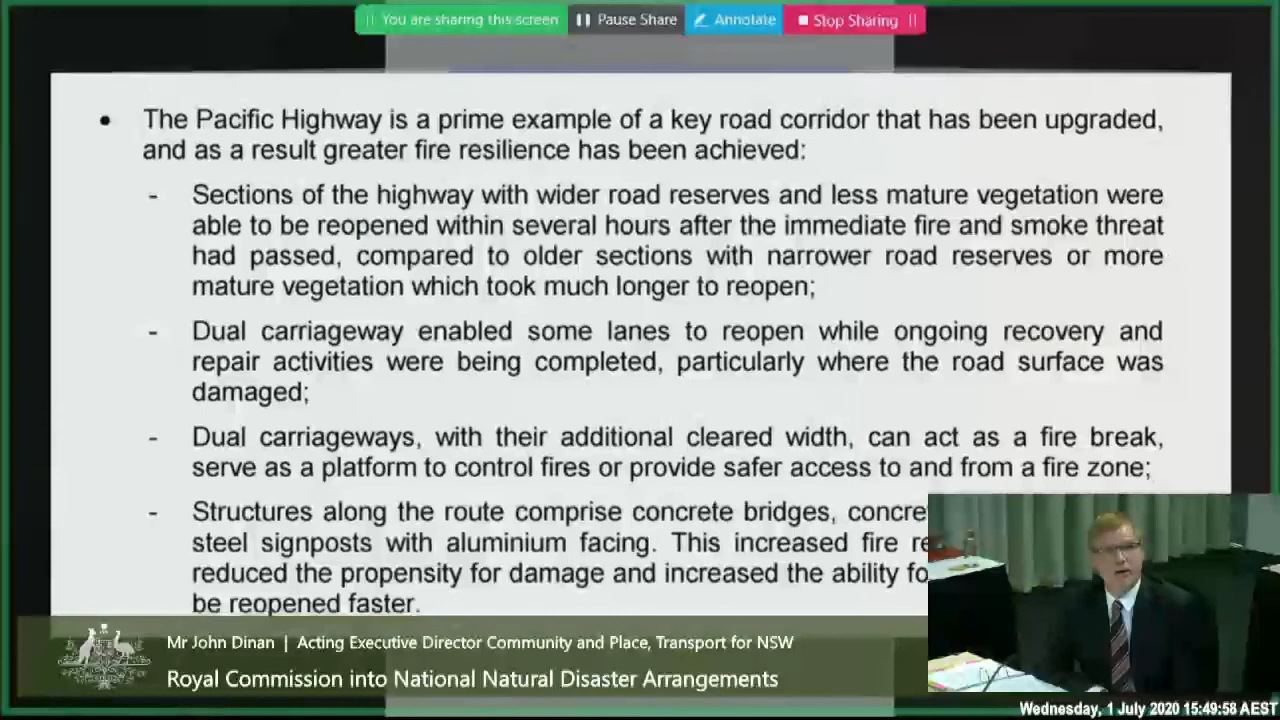 You are sharing this screen
Pause Share
Annotate
Stop Sharing
• The Pacific Highway is a prime example of a key road corridor that has been upgraded,
and as a result greater fire resilience has been achieved:
- Sections of the highway with wider road reserves and less mature vegetation were
able to be reopened within several hours after the immediate fire and smoke threat
had passed, compared to older sections with narrower road reserves or more
mature vegetation which took much longer to reopen;
- Dual carriageway enabled some lanes to reopen while ongoing recovery and
repair activities were being completed, particularly where the road surface was
damaged;
- Dual carriageways, with their additional cleared width, can act as a fire break,
serve as a platform to control fires or provide safer access to and from a fire zone;
- Structures along the route comprise concrete bridges,
steel signposts with aluminium facing. This increased fire
reduced the propensity for damage and increased the ability
be reopened faster.
Mr John Dinan | Acting Executive Director Community and Place, Transport for NSW
Royal Commission into National Natural Disaster Arrangements
Wednesday, 1 July 2020 15:49:58 AEST